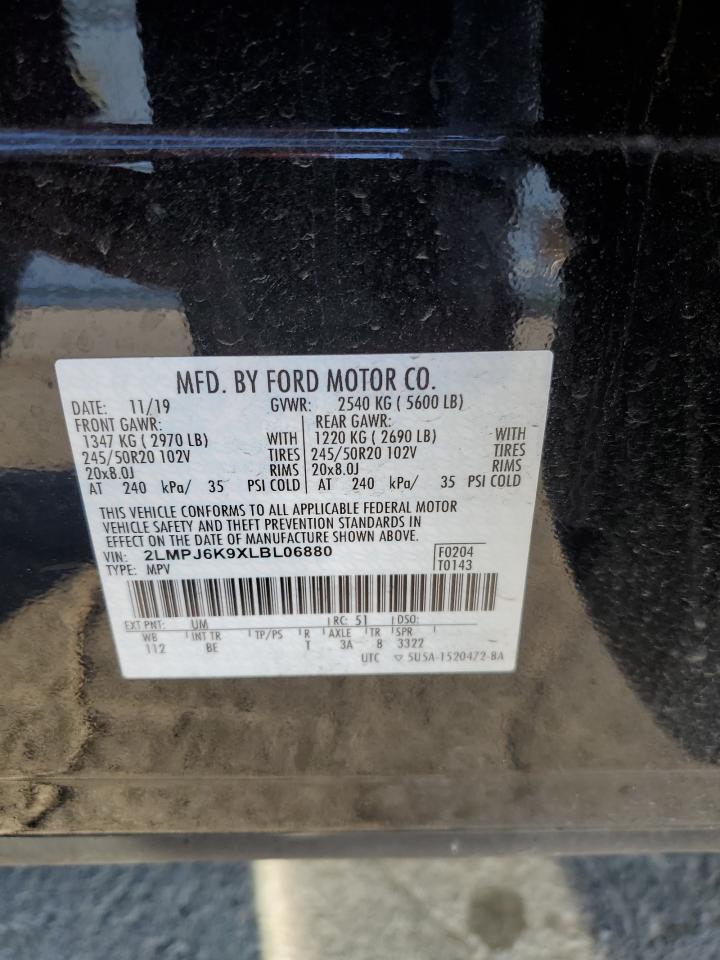 MFD. BY FORD MOTOR CO.
DATE: 11/19 GVWR: 2540 KG ( 5600 LB)
FRONT GAWR: REAR GAWR:
1347 KG ( 2970 LB) WITH 1220 KG ( 2690 LB) WITH
245/50R20 102V TIRES 245/50R20 102V TIRES
20x8.0J RIMS 20x8.0J RIMS
AT 240 kPa/ 35 PSI COLD AT 240 kPa/ 35 PSI COLD
THIS VEHICLE CONFORMS TO ALL APPLICABLE FEDERAL MOTOR
VEHICLE SAFETY AND THEFT PREVENTION STANDARDS IN
EFFECT ON THE DATE OF MANUFACTURE SHOWN ABOVE.
VIN: 2LMPJ6K9XLBL06880 F0204
TYPE: MPV T0143
EXT PNT: UM RC: 51 DSO:
WB INT TR TP/PS R AXLE TR SPR
112 BE T 3A 8 3322
UTC ▽ 5U5A-1520472-BA